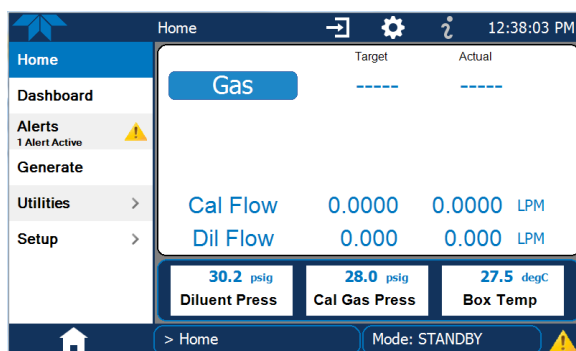 Home
12:38:03 PM
Home
Dashboard
Alerts
1 Alert Active
Generate
Utilities >
Setup >
Target Actual
Gas ----- -----
Cal Flow 0.0000 0.0000 LPM
Dil Flow 0.000 0.000 LPM
30.2 psig
Diluent Press
28.0 psig
Cal Gas Press
27.5 degC
Box Temp
> Home
Mode: STANDBY